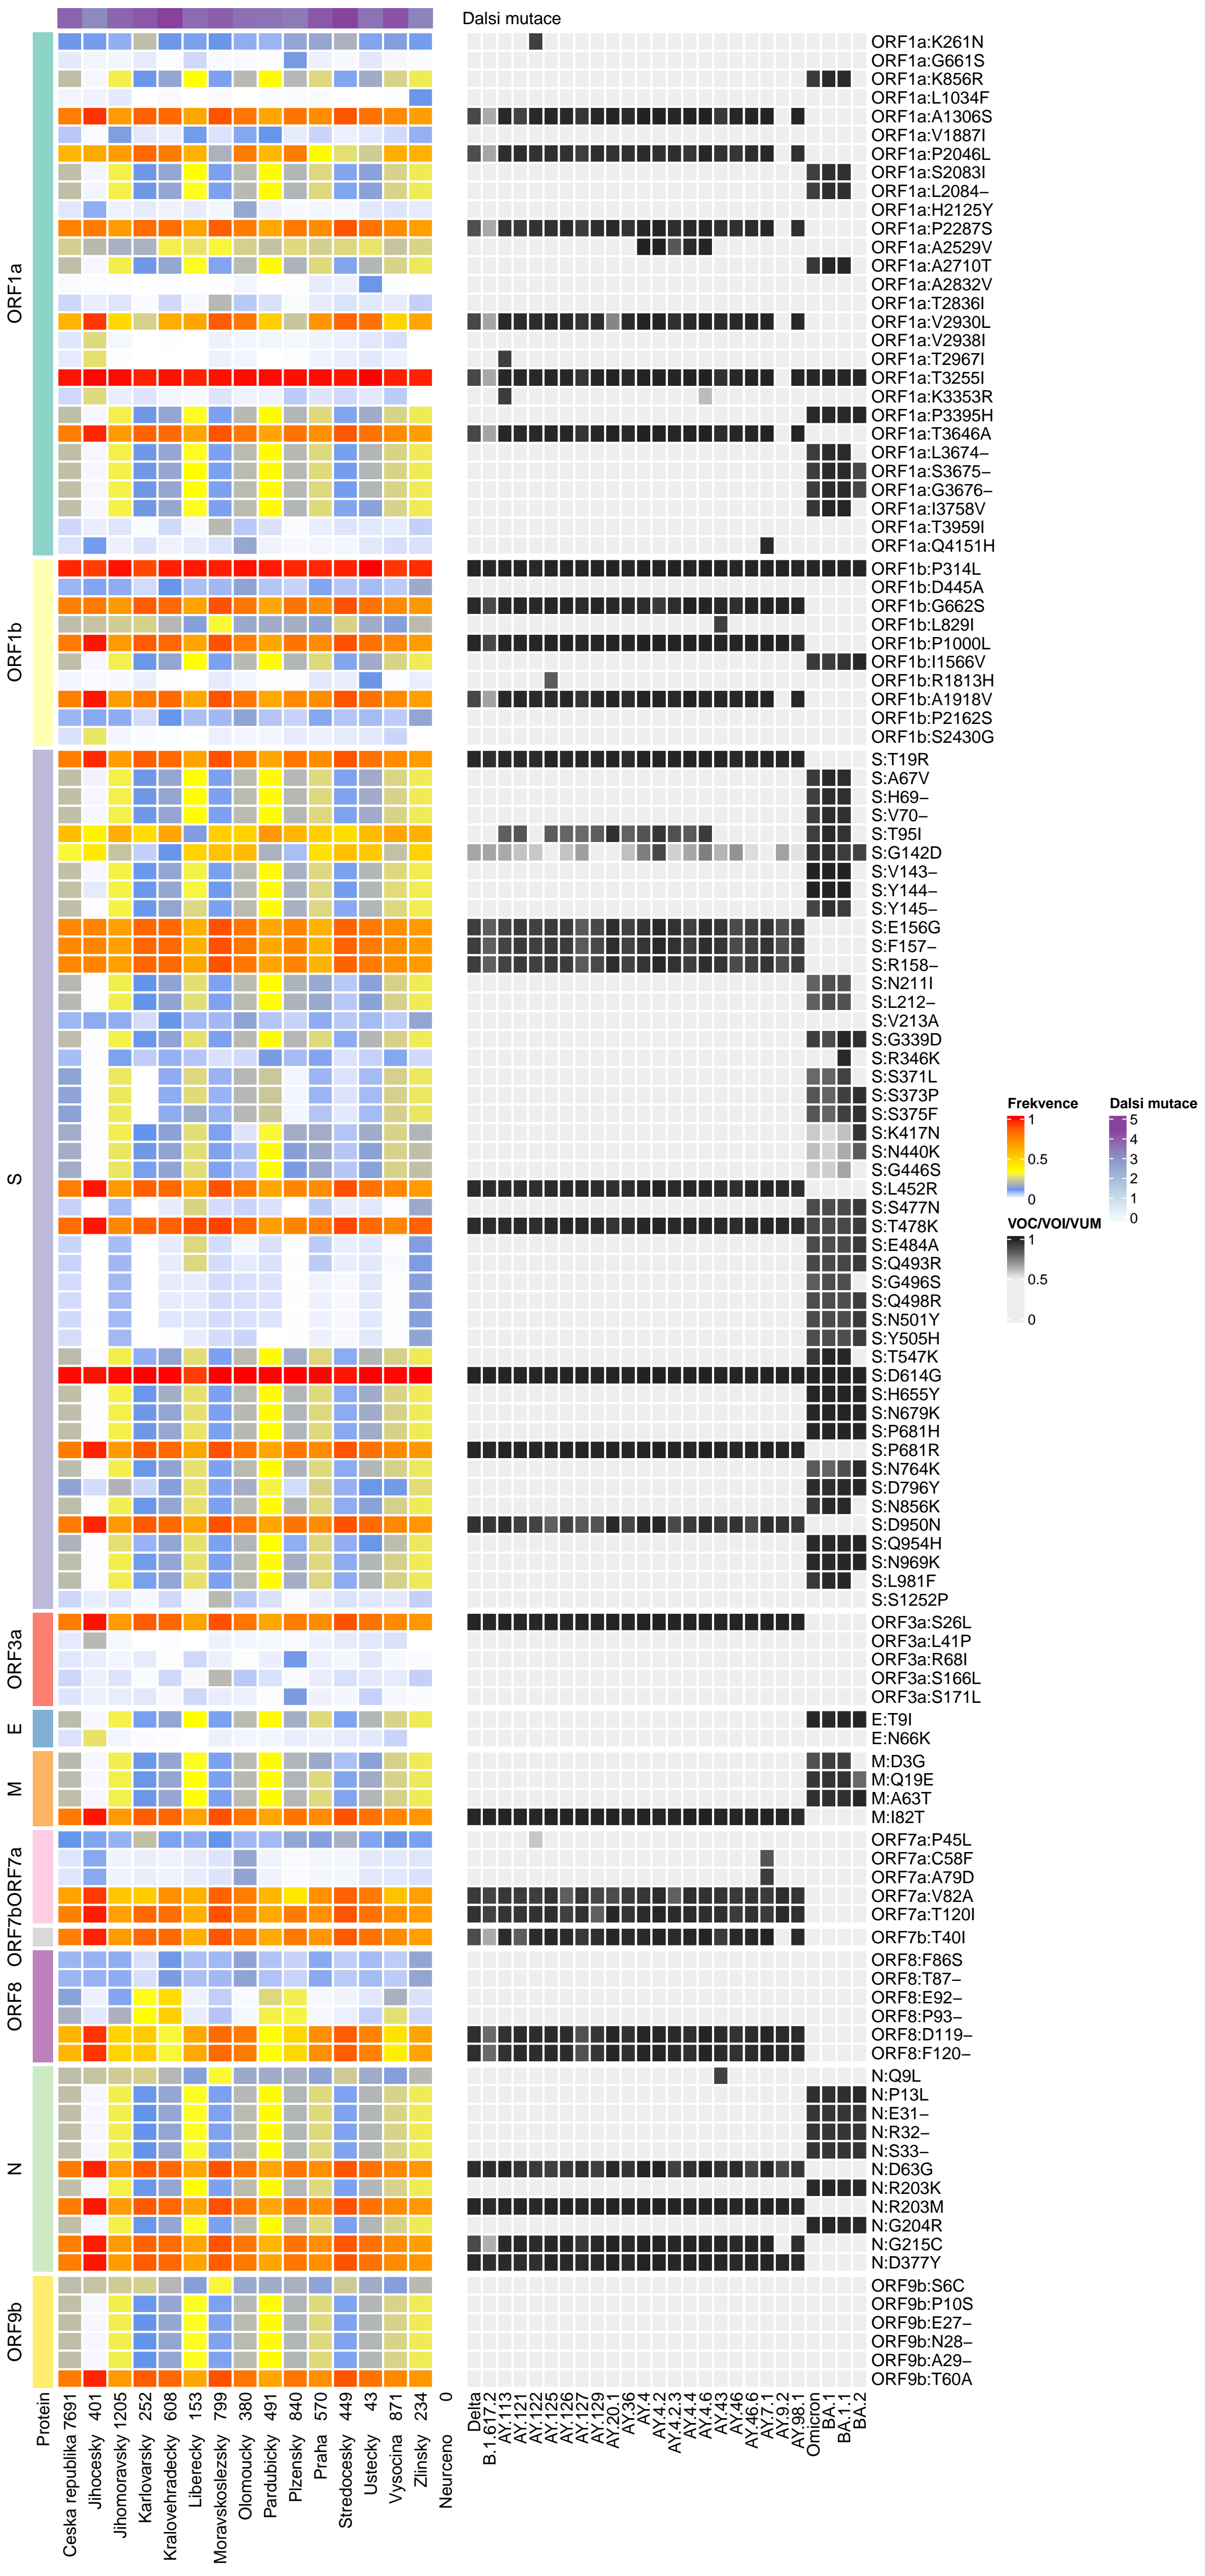 Dalsi mutace
ORF1a:K261N
ORF1a:G661S
ORF1a:K856R
ORF1a:L1034F
ORF1a:A1306S
ORF1a:V1887I
ORF1a:P2046L
ORF1a:S2083I
ORF1a:L2084–
ORF1a:H2125Y
ORF1a:P2287S
ORF1a:A2529V
ORF1a:A2710T
ORF1a:A2832V
ORF1a:T2836I
ORF1a:V2930L
ORF1a:V2938I
ORF1a:T2967I
ORF1a:T3255I
ORF1a:K3353R
ORF1a:P3395H
ORF1a:T3646A
ORF1a:L3674–
ORF1a:S3675–
ORF1a:G3676–
ORF1a:I3758V
ORF1a:T3959I
ORF1a:Q4151H
ORF1b:P314L
ORF1b:D445A
ORF1b:G662S
ORF1b:L829I
ORF1b:P1000L
ORF1b:I1566V
ORF1b:R1813H
ORF1b:A1918V
ORF1b:P2162S
ORF1b:S2430G
S:T19R
S:A67V
S:H69–
S:V70–
S:T95I
S:G142D
S:V143–
S:Y144–
S:Y145–
S:E156G
S:F157–
S:R158–
S:N211I
S:L212–
S:V213A
S:G339D
S:R346K
S:S371L
S:S373P
S:S375F
S:K417N
S:N440K
S:G446S
S:L452R
S:S477N
S:T478K
S:E484A
S:Q493R
S:G496S
S:Q498R
S:N501Y
S:Y505H
S:T547K
S:D614G
S:H655Y
S:N679K
S:P681H
S:P681R
S:N764K
S:D796Y
S:N856K
S:D950N
S:Q954H
S:N969K
S:L981F
S:S1252P
ORF3a:S26L
ORF3a:L41P
ORF3a:R68I
ORF3a:S166L
ORF3a:S171L
E:T9I
E:N66K
M:D3G
M:Q19E
M:A63T
M:I82T
ORF7a:P45L
ORF7a:C58F
ORF7a:A79D
ORF7a:V82A
ORF7a:T120I
ORF7b:T40I
ORF8:F86S
ORF8:T87–
ORF8:E92–
ORF8:P93–
ORF8:D119–
ORF8:F120–
N:Q9L
N:P13L
N:E31–
N:R32–
N:S33–
N:D63G
N:R203K
N:R203M
N:G204R
N:G215C
N:D377Y
ORF9b:S6C
ORF9b:P10S
ORF9b:E27–
ORF9b:N28–
ORF9b:A29–
ORF9b:T60A
ORF1a
ORF1b
S
ORF3a
E
M
ORF7a
ORF7b
ORF8
N
ORF9b
Protein
Ceska republika 7691
Jihocesky 401
Jihomoravsky 1205
Karlovarsky 252
Kralovehradecky 608
Liberecky 153
Moravskoslezsky 799
Olomoucky 380
Pardubicky 491
Plzensky 840
Praha 570
Stredocesky 449
Ustecky 43
Vysocina 871
Zlinsky 234
Neurceno 0
Delta
B.1.617.2
AY.113
AY.121
AY.122
AY.125
AY.126
AY.127
AY.129
AY.20.1
AY.36
AY.4
AY.4.2
AY.4.2.3
AY.4.4
AY.4.6
AY.43
AY.46
AY.46.6
AY.7.1
AY.9.2
AY.98.1
Omicron
BA.1
BA.1.1
BA.2
Frekvence
1
0.5
0
Dalsi mutace
5
4
3
2
1
0
VOC/VOI/VUM
1
0.5
0